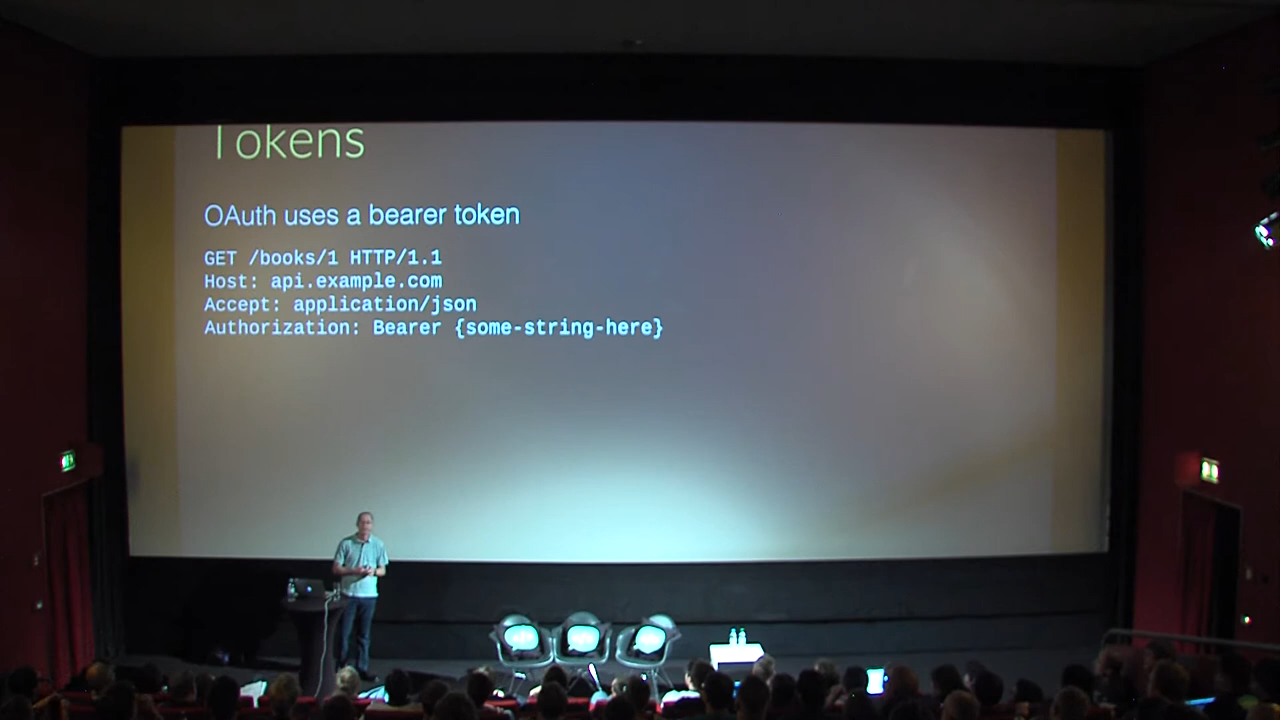 Tokens
OAuth uses a bearer token
GET /books/1 HTTP/1.1
Host: api.example.com
Accept: application/json
Authorization: Bearer {some-string-here}